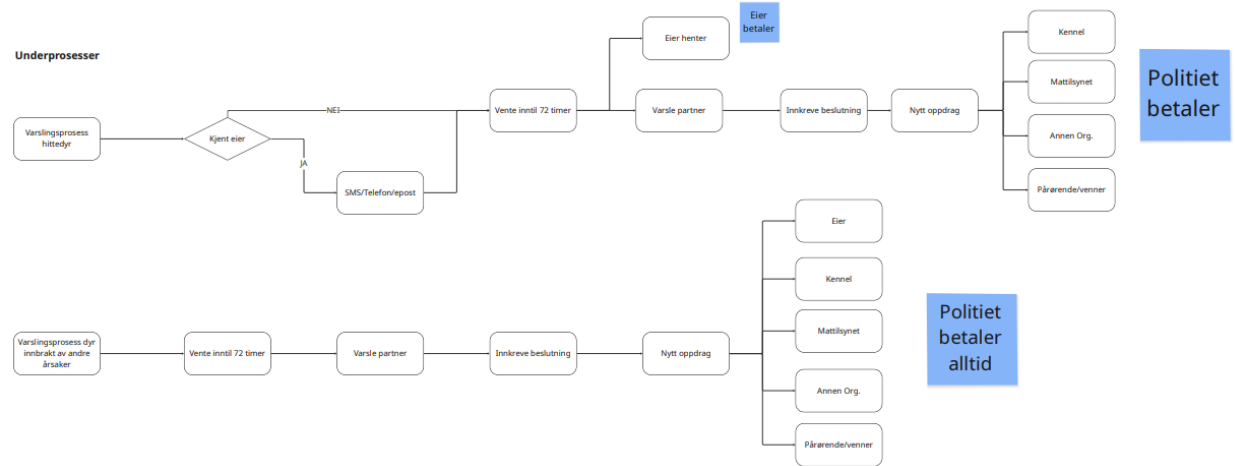 Underprosesser
Varslingsprosess
hittedyr
Kjent eier
NEI
JA
SMS/Telefon/epost
Vente inntil 72 timer
Eier henter
Eier
betaler
Varsle partner
Innkreve beslutning
Nytt oppdrag
Kennel
Mattilsynet
Annen Org.
Pårørende/venner
Politiet
betaler
Varslingsprosess dyr
innbrakt av andre
årsaker
Vente inntil 72 timer
Varsle partner
Innkreve beslutning
Nytt oppdrag
Eier
Kennel
Mattilsynet
Annen Org.
Pårørende/venner
Politiet
betaler
alltid